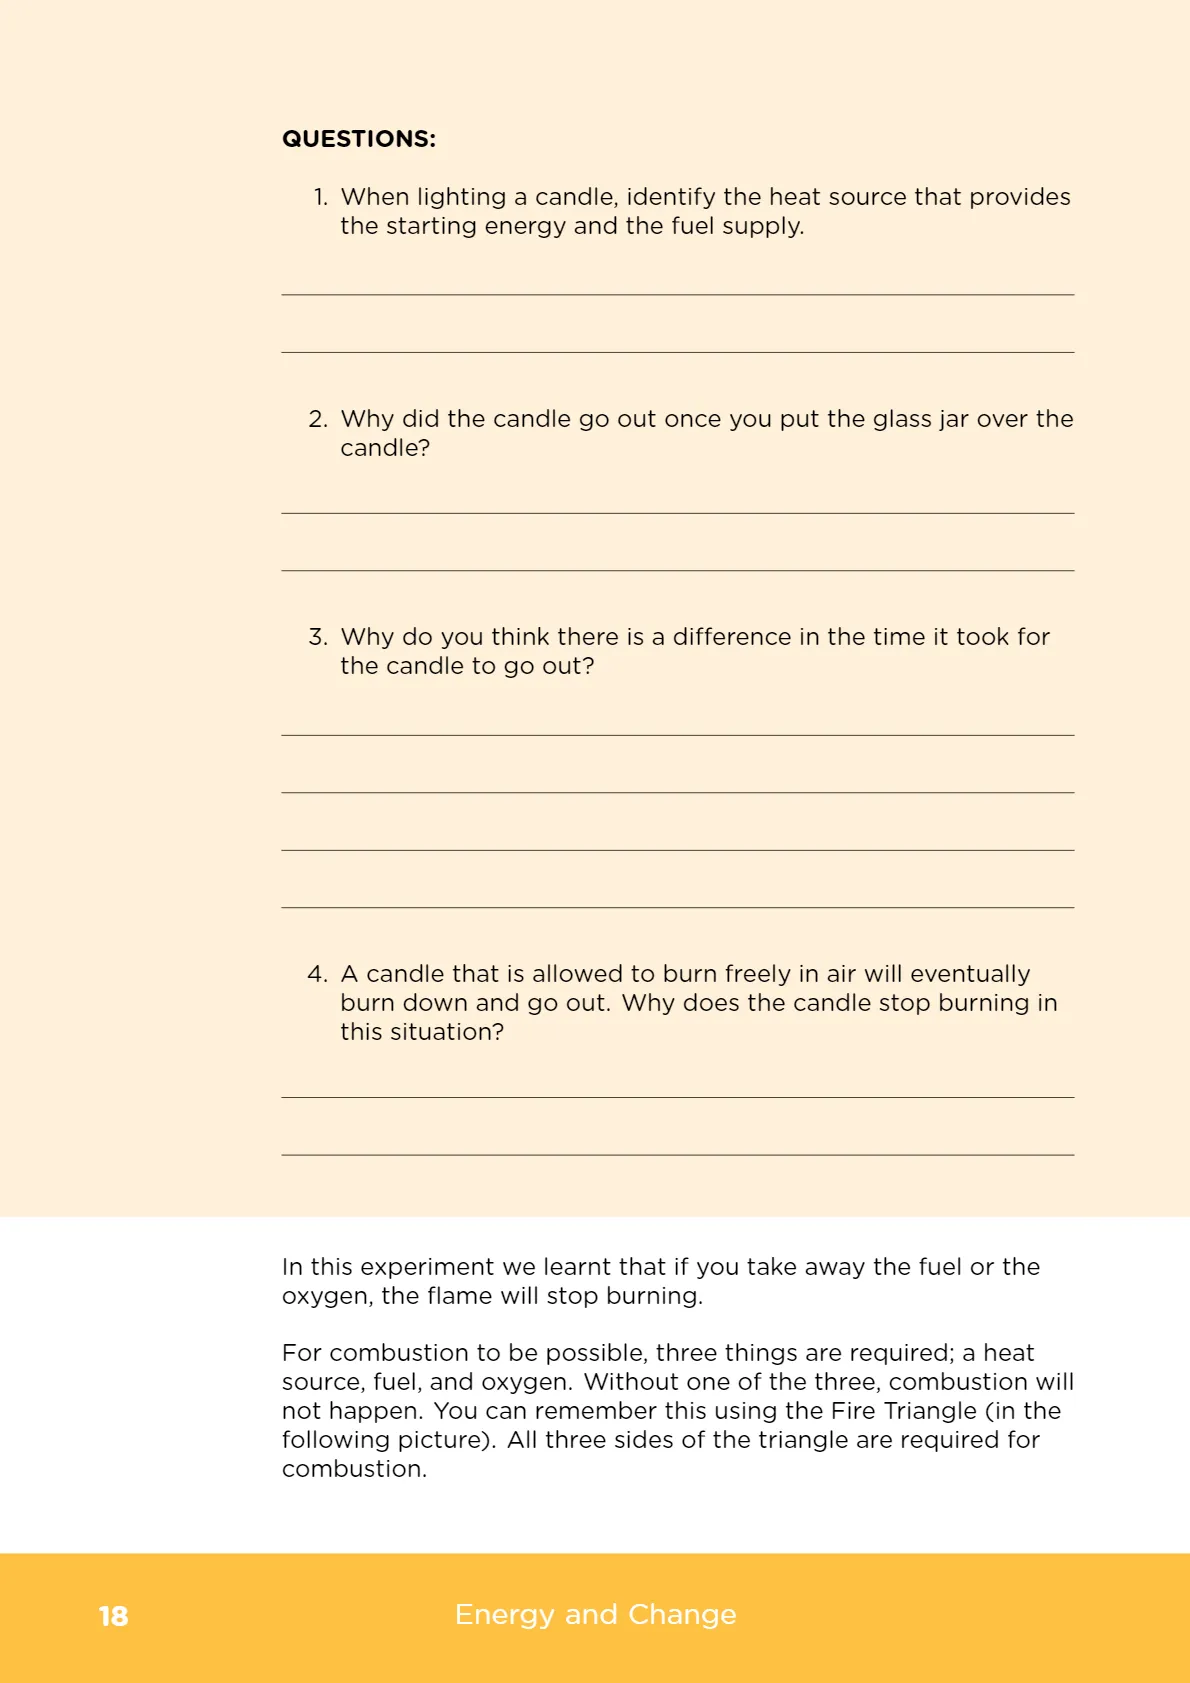 QUESTIONS:
1. When lighting a candle, identify the heat source that provides
the starting energy and the fuel supply.
2. Why did the candle go out once you put the glass jar over the
candle?
3. Why do you think there is a difference in the time it took for
the candle to go out?
4. A candle that is allowed to burn freely in air will eventually
burn down and go out. Why does the candle stop burning in
this situation?
In this experiment we learnt that if you take away the fuel or the
oxygen, the flame will stop burning.
For combustion to be possible, three things are required; a heat
source, fuel, and oxygen. Without one of the three, combustion will
not happen. You can remember this using the Fire Triangle (in the
following picture). All three sides of the triangle are required for
combustion.
18 Energy and Change